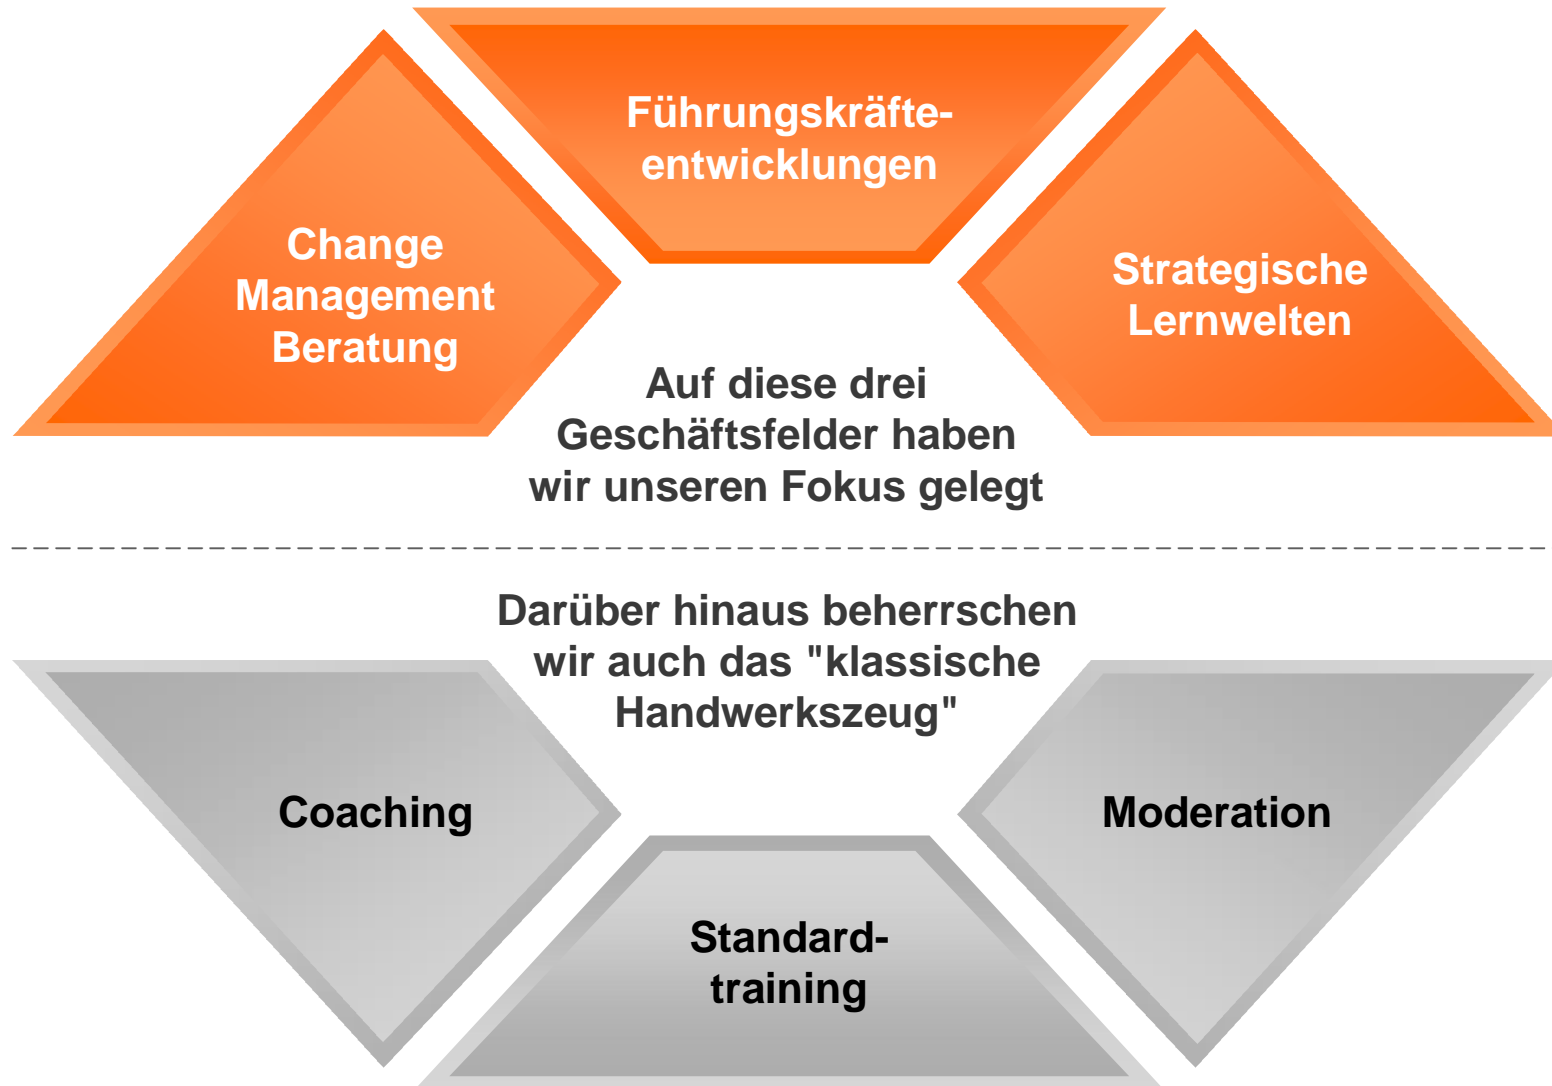 Führungskräfte-
entwicklungen
Change
Management
Beratung
Strategische
Lernwelten
Auf diese drei
Geschäftsfelder haben
wir unseren Fokus gelegt
Darüber hinaus beherrschen
wir auch das "klassische
Handwerkszeug"
Coaching
Moderation
Standard-
training